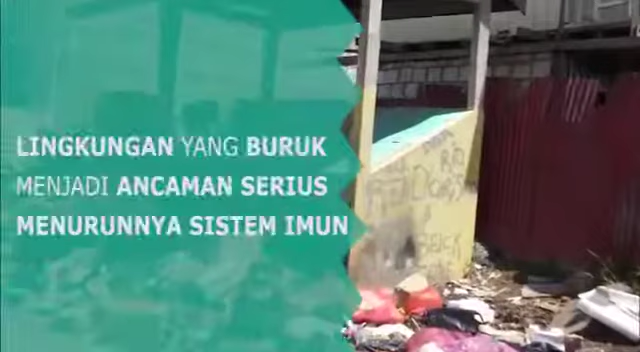 LINGKUNGAN YANG BURUK
MENJADI ANCAMAN SERIUS
MENURUNNYA SISTEM IMUN